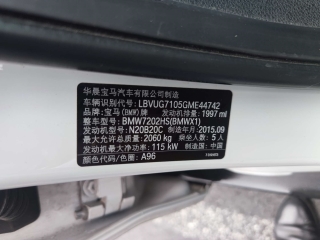 华晨宝马汽车有限公司制造
车辆识别代号 LBVUG7105GME44742
品牌: 宝马(BMW)牌 发动机排量: 1997 ml
整车型号: BMW7202HS(BMWX1)
发动机型号: N20B20C 制造年月: 2015.09
最大允许总质量: 2060 kg 乘坐人数: 5 人
发动机最大净功率: 115 kW 制造国: 中国
颜色代码/色圈: A96